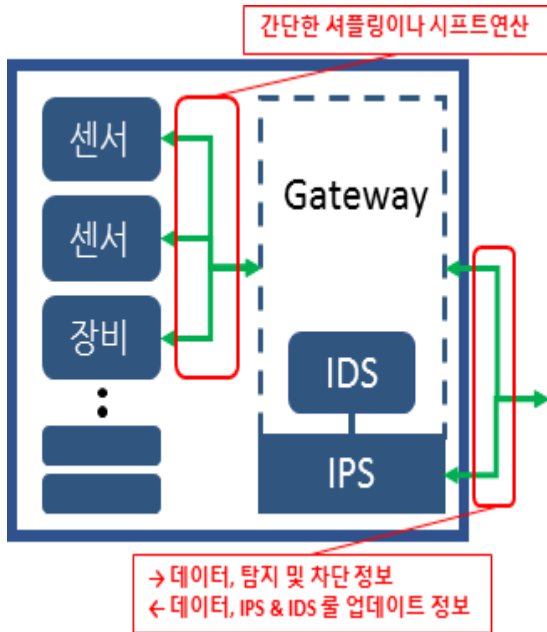 간단한 셔플링이나 시프트연산
센서
센서
장비
Gateway
IDS
IPS
→ 데이터, 탐지 및 차단 정보
← 데이터, IPS & IDS 룰 업데이트 정보